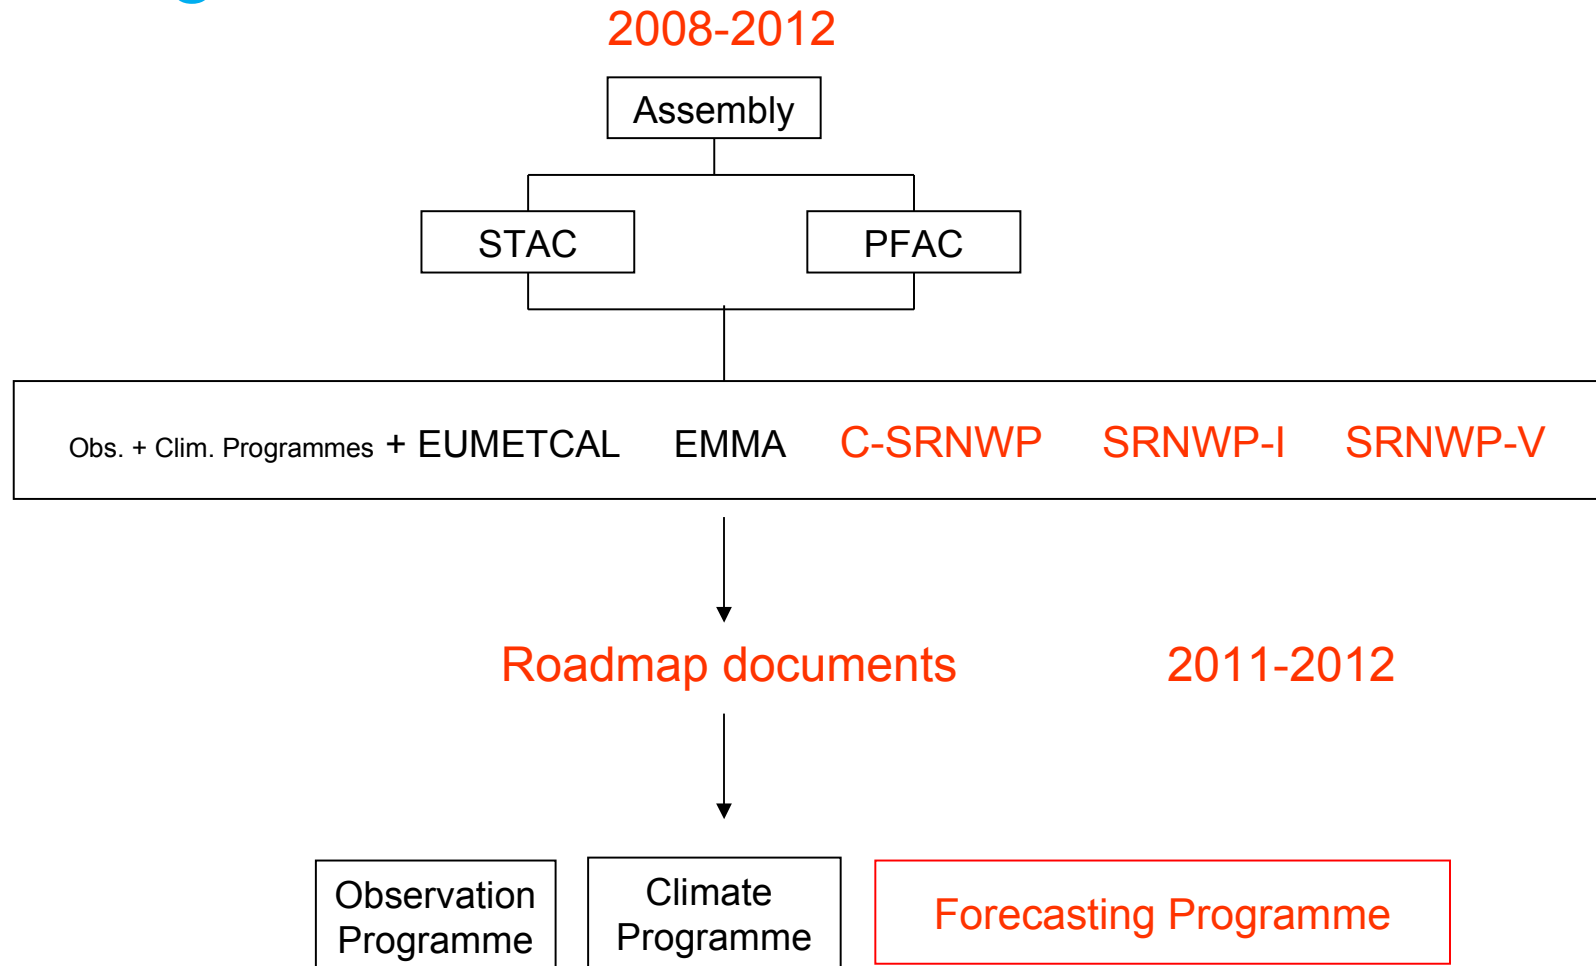 2008-2012
Assembly
STAC PFAC
Obs. + Clim. Programmes + EUMETCAL EMMA C-SRNWP SRNWP-I SRNWP-V
Roadmap documents 2011-2012
Observation
Programme
Climate
Programme
Forecasting Programme